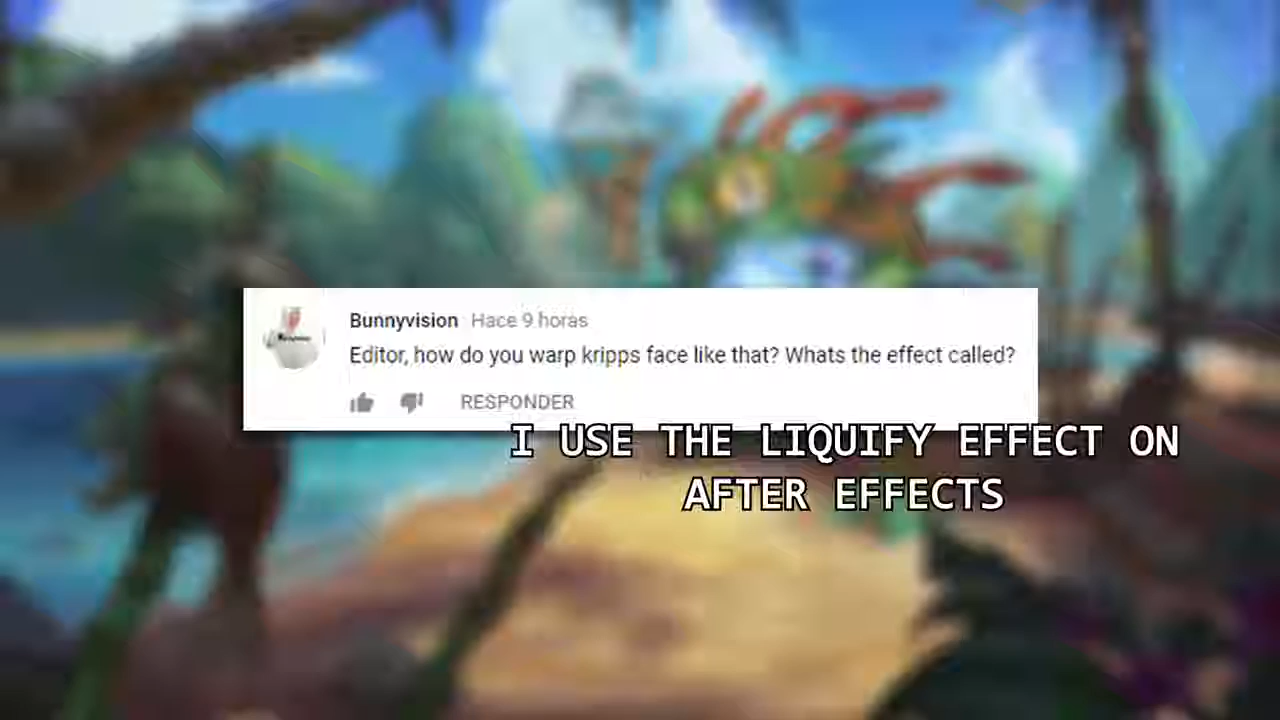 Bunnyvision Hace 9 horas
Editor, how do you warp kripps face like that? Whats the effect called?
RESPONDER
I USE THE LIQUIFY EFFECT ON
AFTER EFFECTS